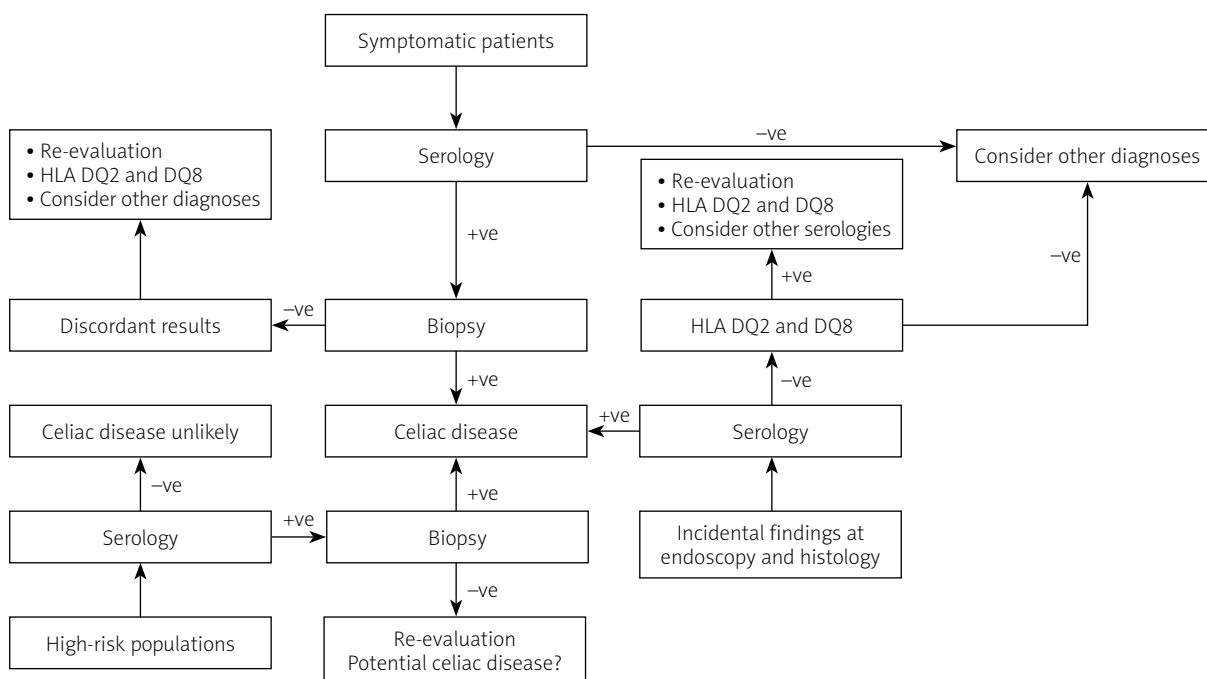 Symptomatic patients
Serology
–ve
Consider other diagnoses
• Re-evaluation
• HLA DQ2 and DQ8
• Consider other diagnoses
• Re-evaluation
• HLA DQ2 and DQ8
• Consider other serologies
+ve
+ve
–ve
Discordant results
–ve
Biopsy
HLA DQ2 and DQ8
+ve
–ve
Celiac disease unlikely
Celiac disease
+ve
Serology
–ve
+ve
Serology
+ve
Biopsy
Incidental findings at
endoscopy and histology
–ve
High-risk populations
Re-evaluation
Potential celiac disease?